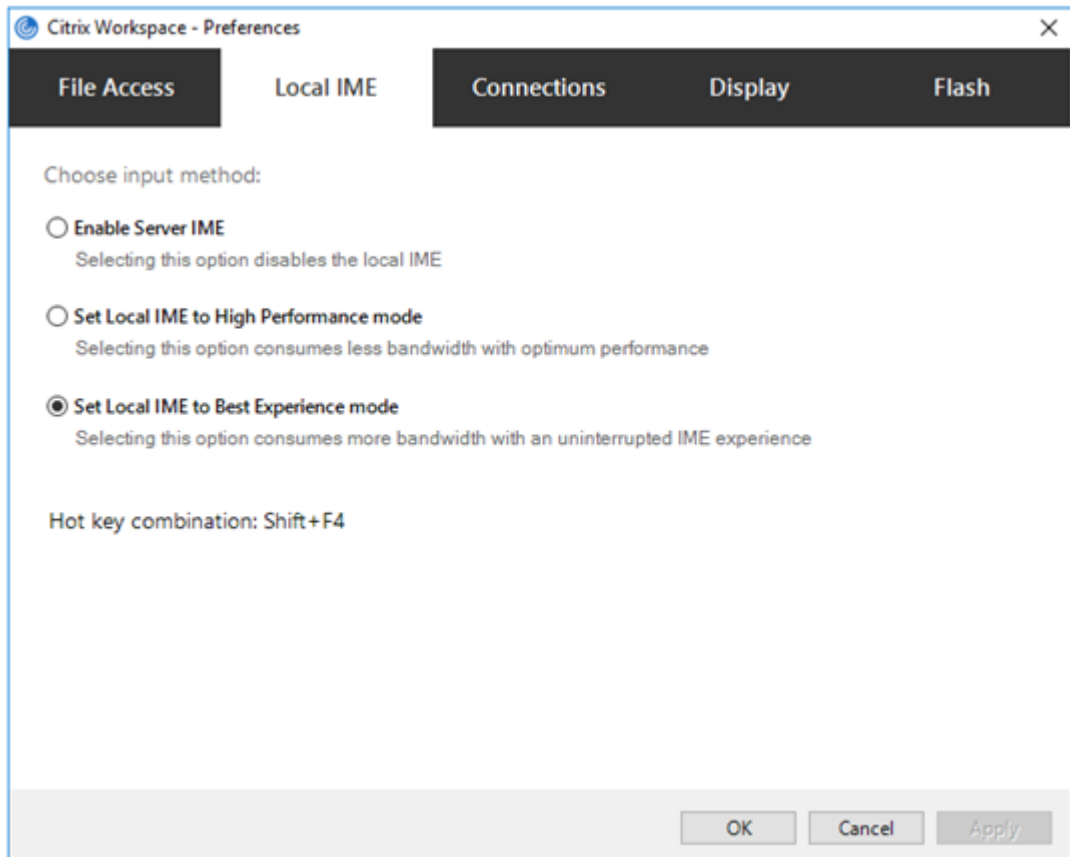 Citrix Workspace - Preferences
File Access Local IME Connections Display Flash
Choose input method:
Enable Server IME
Selecting this option disables the local IME
Set Local IME to High Performance mode
Selecting this option consumes less bandwidth with optimum performance
Set Local IME to Best Experience mode
Selecting this option consumes more bandwidth with an uninterrupted IME experience
Hot key combination: Shift+F4
OK Cancel Apply